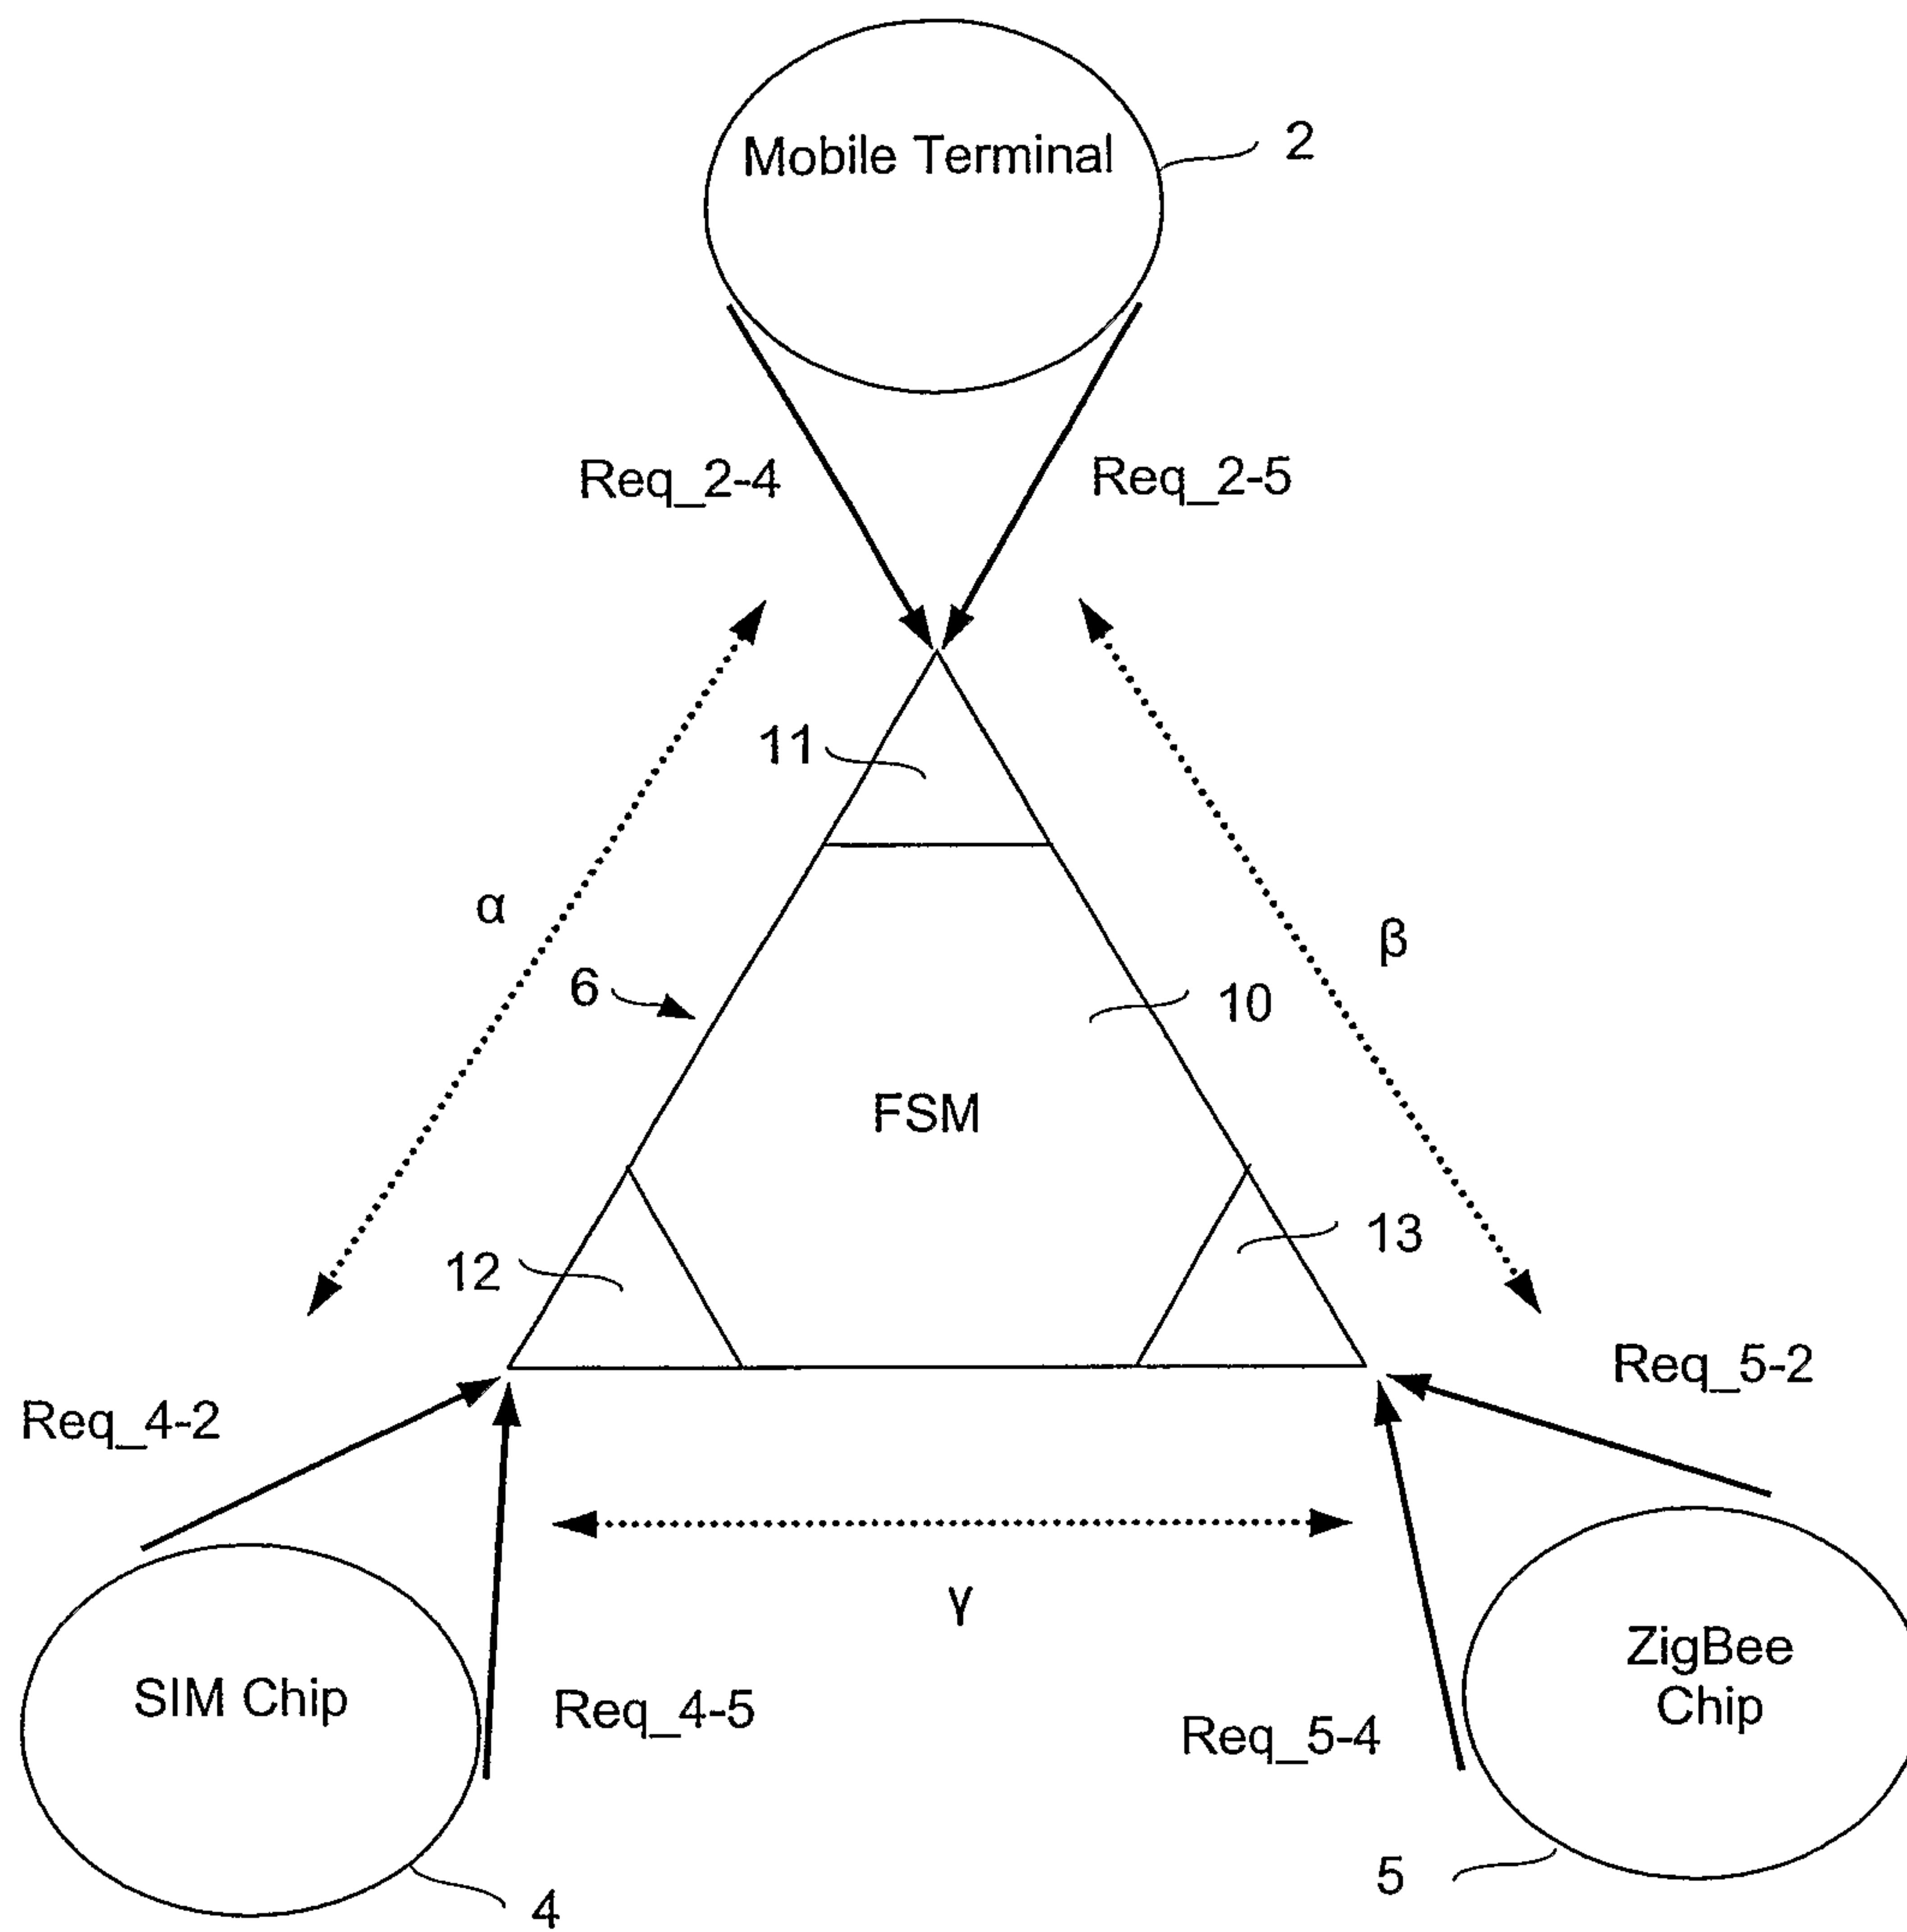 Mobile Terminal
2
Req_2-4
Req_2-5
11
α
β
6
10
FSM
12
13
Req_4-2
Req_5-2
γ
SIM Chip
ZigBee
Chip
Req_4-5
Req_5-4
4
5